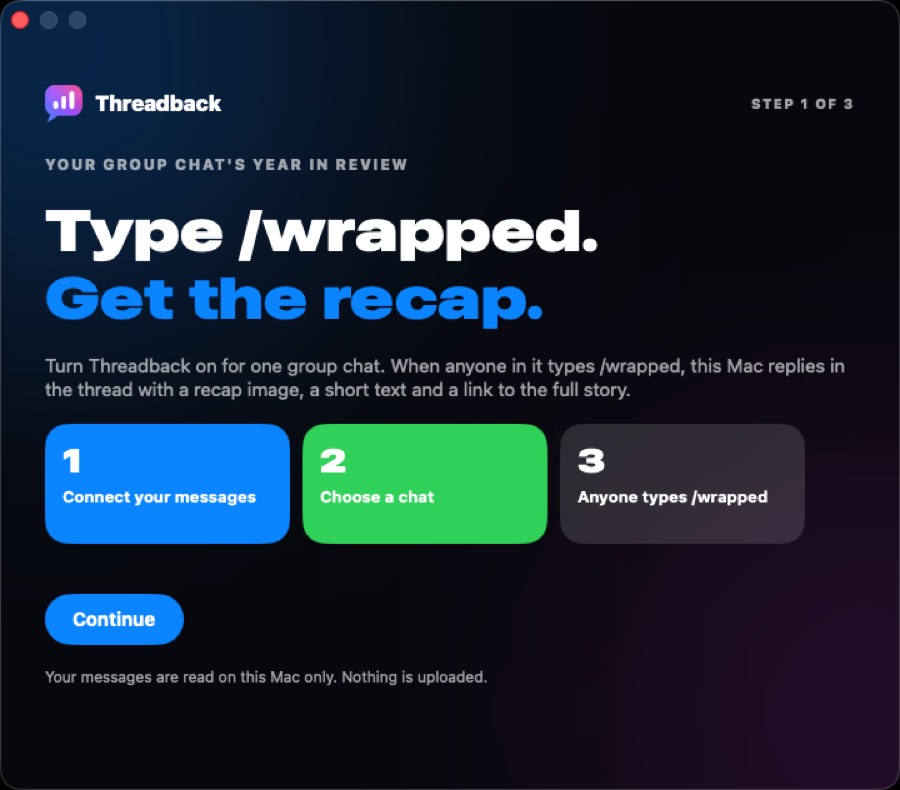 Threadback
STEP 1 OF 3
YOUR GROUP CHAT'S YEAR IN REVIEW
Type /wrapped.
Get the recap.
Turn Threadback on for one group chat. When anyone in it types /wrapped, this Mac replies in
the thread with a recap image, a short text and a link to the full story.
1
Connect your messages
2
Choose a chat
3
Anyone types /wrapped
Continue
Your messages are read on this Mac only. Nothing is uploaded.